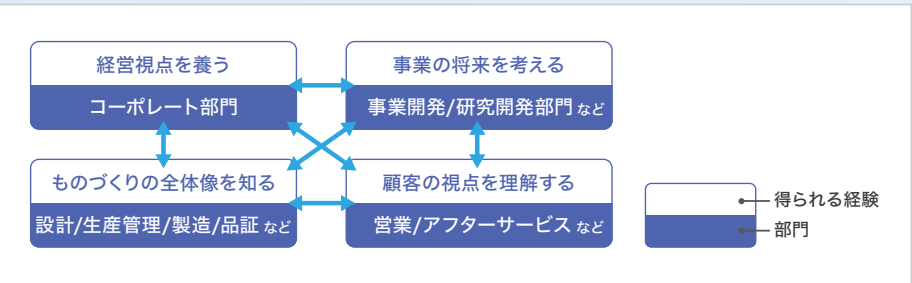 経営視点を養う
コーポレート部門
事業の将来を考える
事業開発/研究開発部門 など
ものづくりの全体像を知る
設計/生産管理/製造/品証 など
顧客の視点を理解する
営業/アフターサービス など
得られる経験
部門